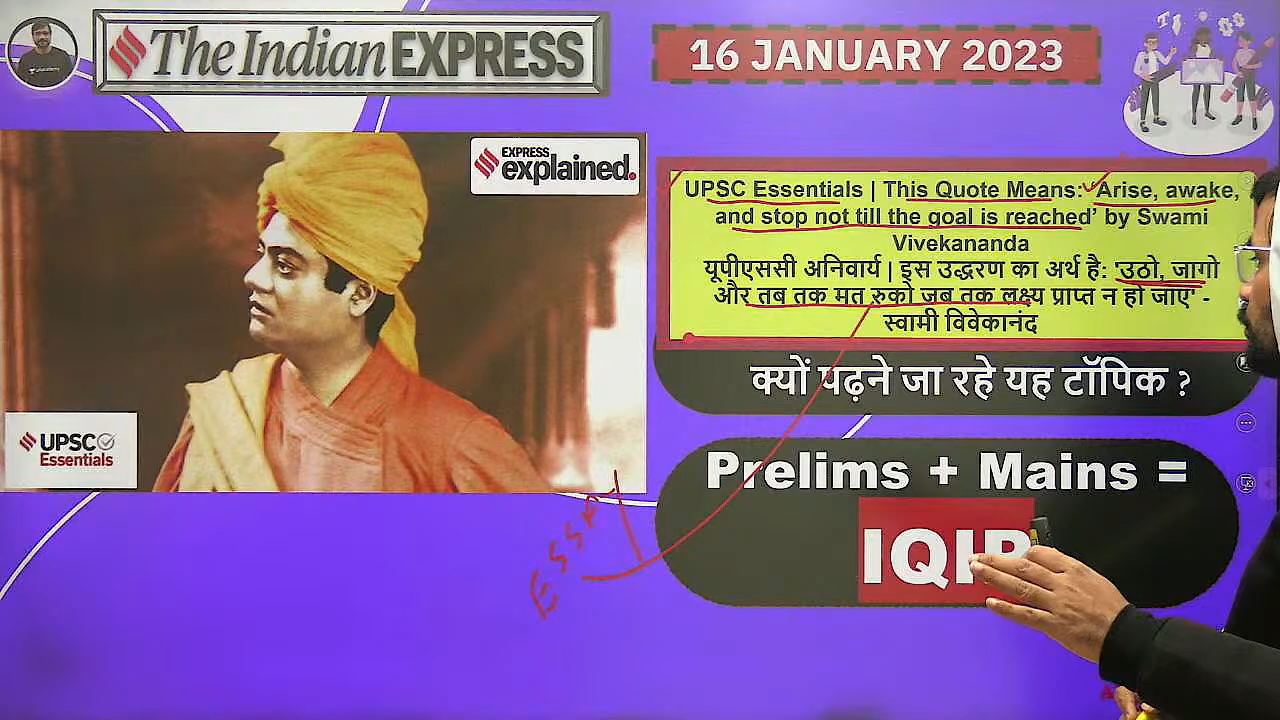 The Indian EXPRESS
16 JANUARY 2023
EXPRESS
explained.
UPSC Essentials | This Quote Means: ‘Arise, awake,
and stop not till the goal is reached’ by Swami
Vivekananda
यूपीएससी अनिवार्य | इस उद्धरण का अर्थ है: 'उठो, जागो
और तब तक मत रुको जब तक लक्ष्य प्राप्त न हो जाए' -
स्वामी विवेकानंद
क्यों पढ़ने जा रहे यह टॉपिक ?
UPSC
Essentials
Prelims + Mains =
ESSAY